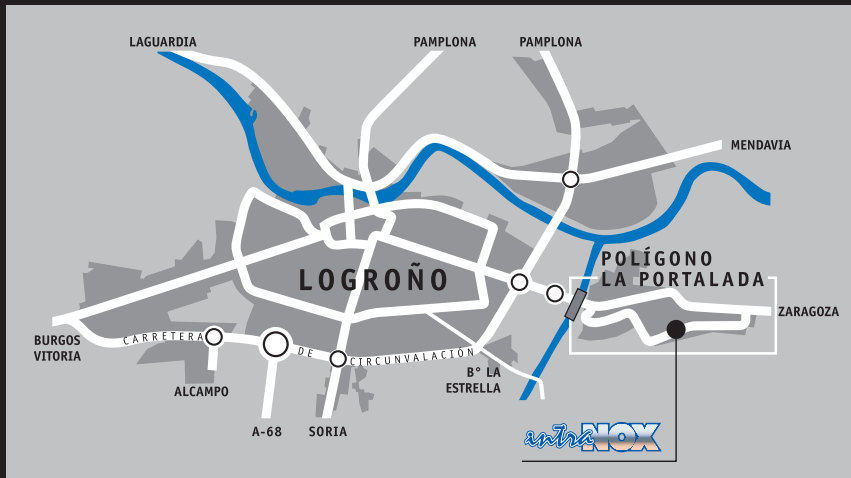 LAGUARDIA
PAMPLONA
PAMPLONA
MENDAVIA
POLÍGONO
LA PORTALADA
LOGROÑO
ZARAGOZA
BURGOS
VITORIA
CARRETERA DE CIRCUNVALACIÓN
ALCAMPO
B° LA
ESTRELLA
A-68
SORIA
intraNOX